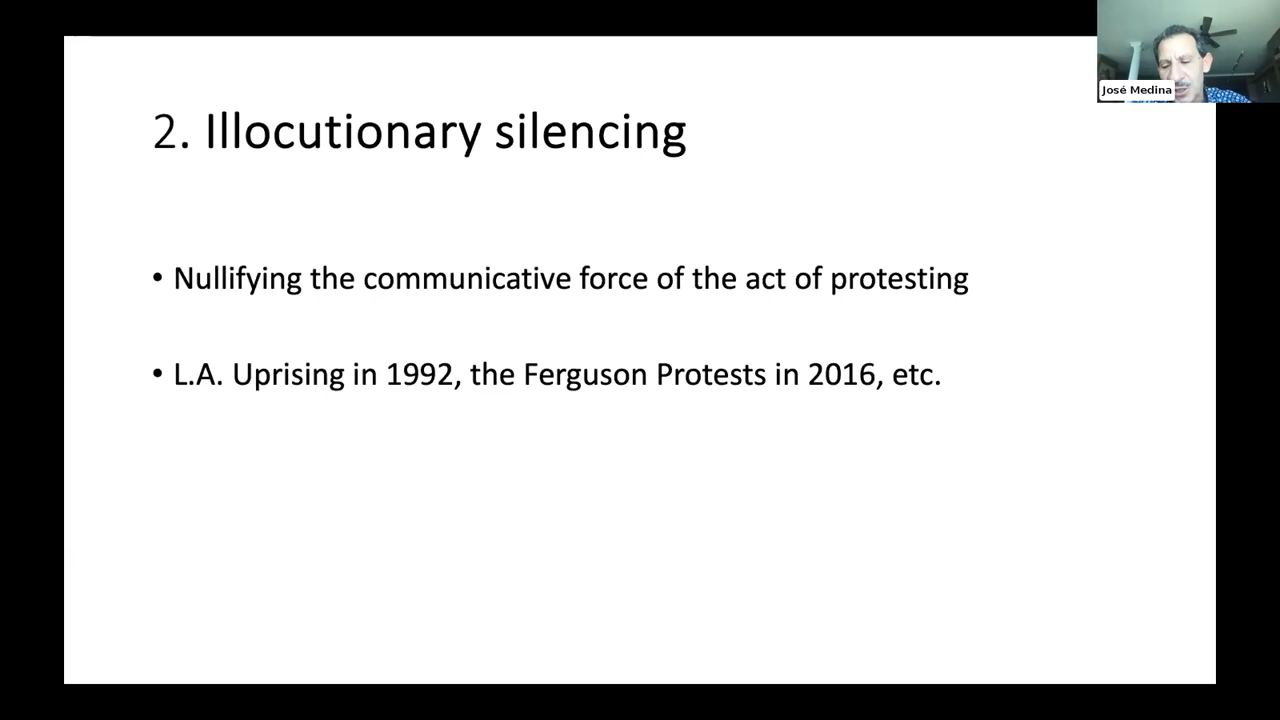 José Medina
2. Illocutionary silencing
• Nullifying the communicative force of the act of protesting
• L.A. Uprising in 1992, the Ferguson Protests in 2016, etc.